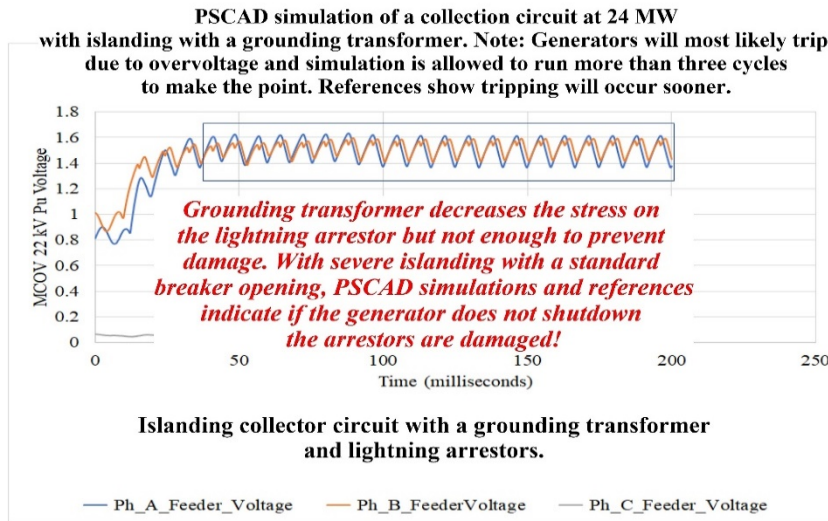 PSCAD simulation of a collection circuit at 24 MW
with islanding with a grounding transformer. Note: Generators will most likely trip
due to overvoltage and simulation is allowed to run more than three cycles
to make the point. References show tripping will occur sooner.
1.8
1.6
1.4
1.2
1
0.8
0.6
0.4
0.2
0
MCOV 22 kV Pu Voltage
Grounding transformer decreases the stress on
the lightning arrestor but not enough to prevent
damage. With severe islanding with a standard
breaker opening, PSCAD simulations and references
indicate if the generator does not shutdown
the arrestors are damaged!
0 50 100 150 200 250
Time (milliseconds)
Islanding collector circuit with a grounding transformer
and lightning arrestors.
Ph_A_Feeder_Voltage Ph_B_FeederVoltage Ph_C_Feeder_Voltage